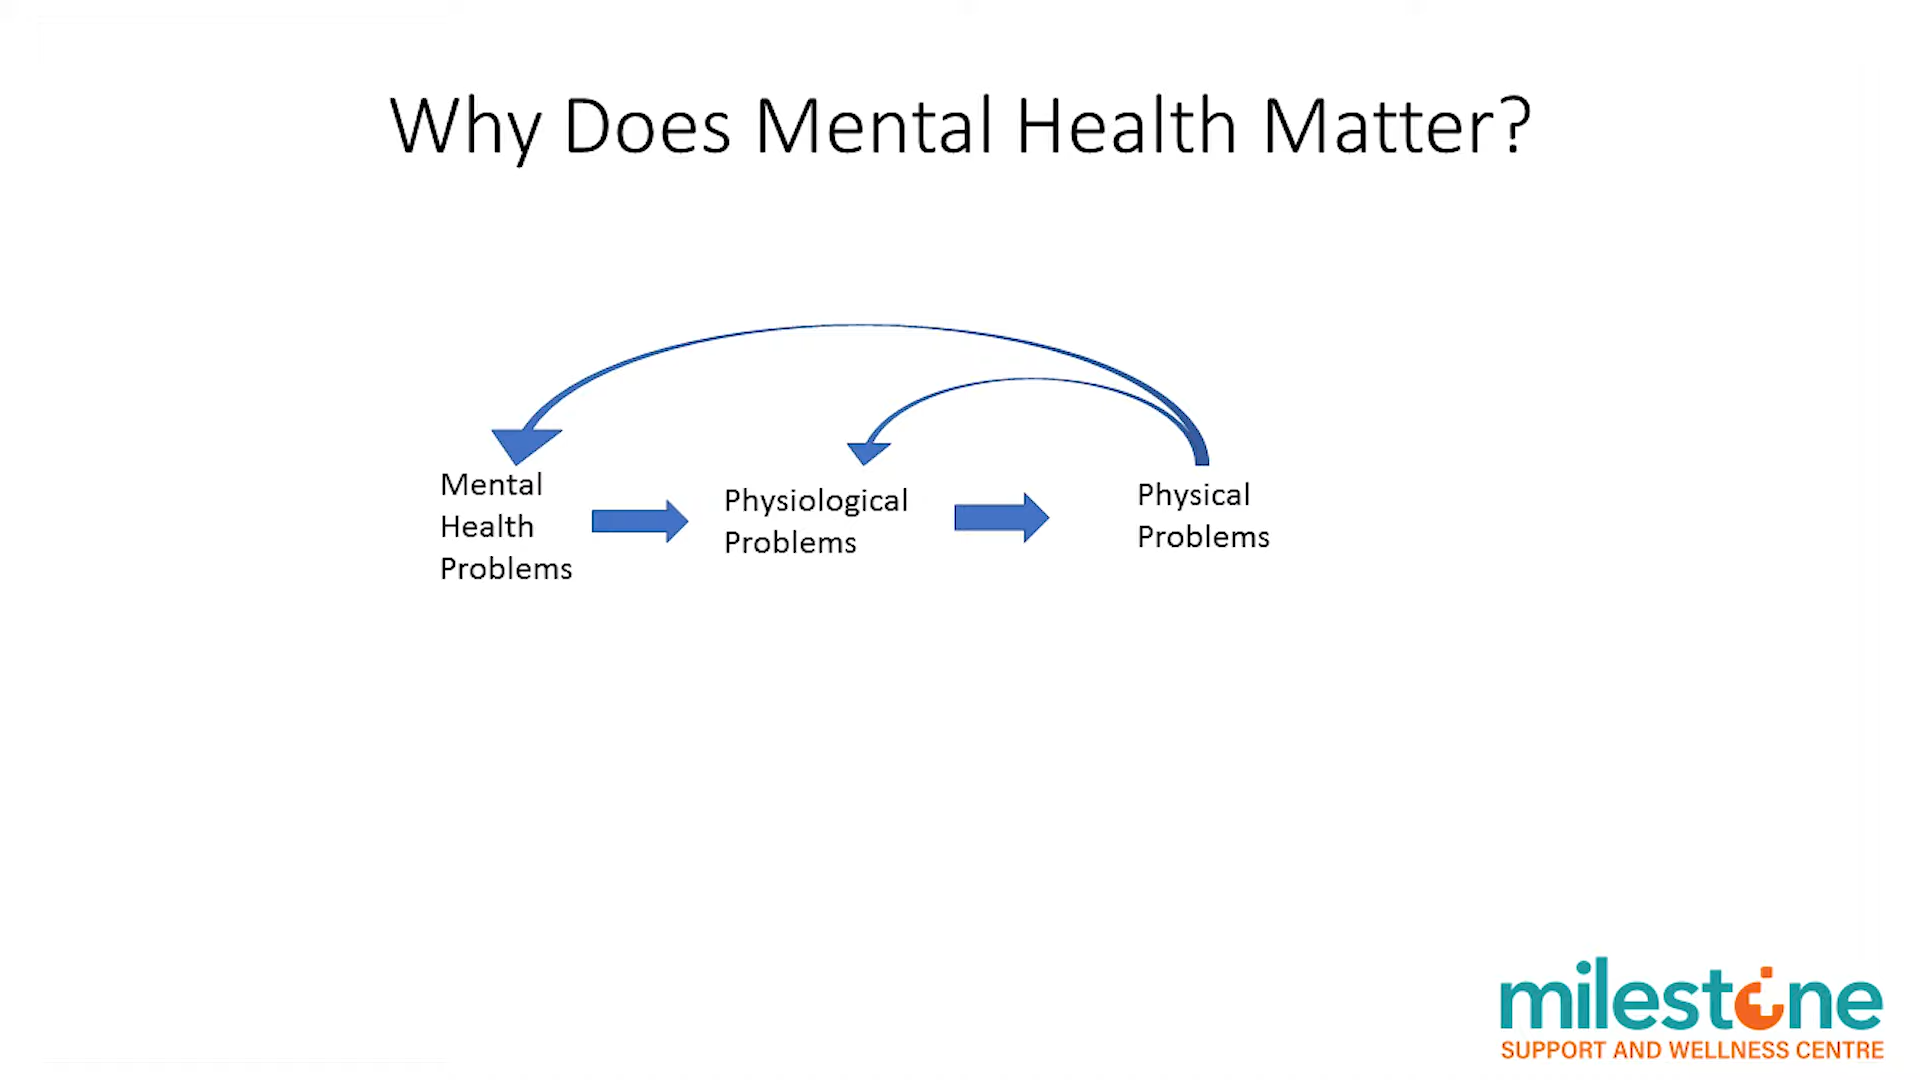 Why Does Mental Health Matter?
Mental
Health
Problems
Physiological
Problems
Physical
Problems
milestone
SUPPORT AND WELLNESS CENTRE